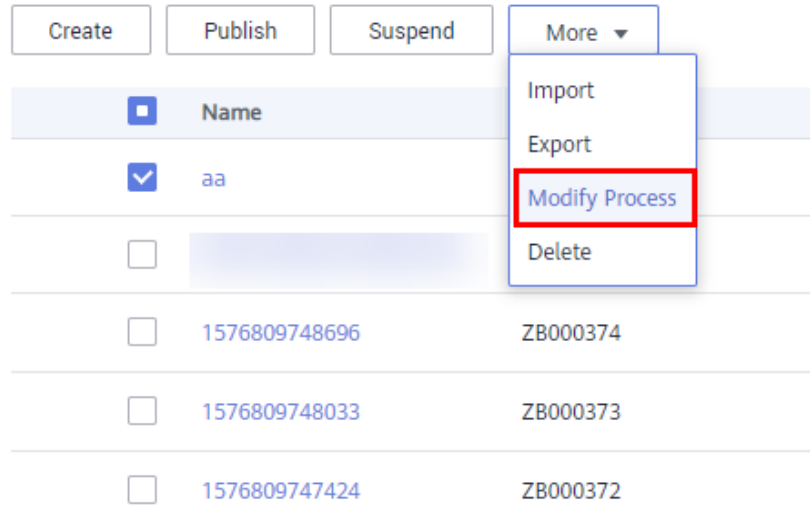 Create Publish Suspend More
Import
Name
Export
aa
Modify Process
Delete
1576809748696 ZB000374
1576809748033 ZB000373
1576809747424 ZB000372